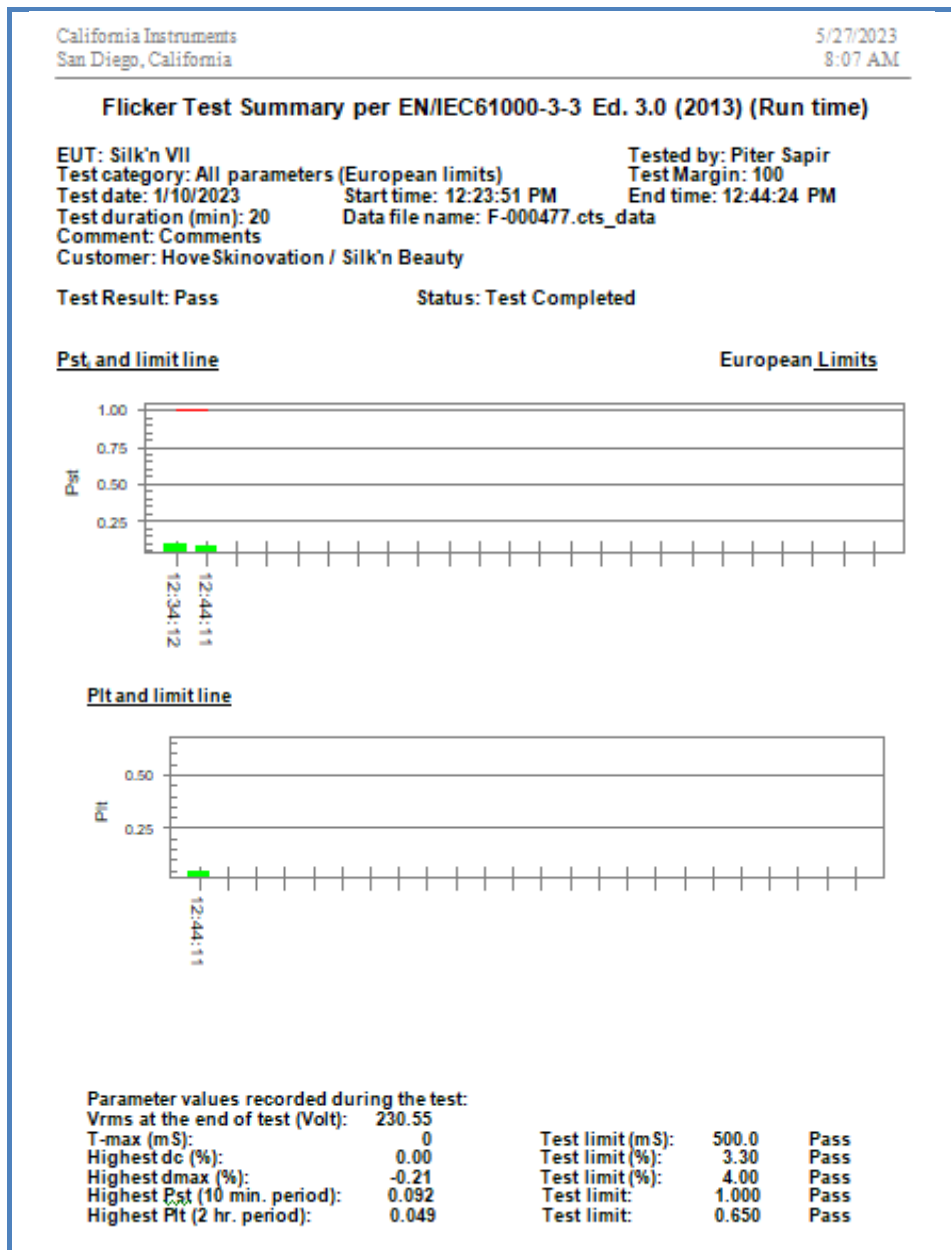 California Instruments 5/27/2023
San Diego, California 8:07 AM
Flicker Test Summary per EN/IEC61000-3-3 Ed. 3.0 (2013) (Run time)
EUT: Silk'n VII Tested by: Piter Sapir
Test category: All parameters (European limits) Test Margin: 100
Test date: 1/10/2023 Start time: 12:23:51 PM End time: 12:44:24 PM
Test duration (min): 20 Data file name: F-000477.cts_data
Comment: Comments
Customer: HoveSkinovation / Silk'n Beauty
Test Result: Pass Status: Test Completed
Pst and limit line European Limits
1.00
0.75
Pst
0.50
0.25
12:34:12 12:44:11
Plt and limit line
0.50
Plt
0.25
12:44:11
Parameter values recorded during the test:
Vrms at the end of test (Volt): 230.55
T-max (mS): 0 Test limit (mS): 500.0 Pass
Highest dc (%): 0.00 Test limit (%): 3.30 Pass
Highest dmax (%): -0.21 Test limit (%): 4.00 Pass
Highest Pst (10 min. period): 0.092 Test limit: 1.000 Pass
Highest Plt (2 hr. period): 0.049 Test limit: 0.650 Pass